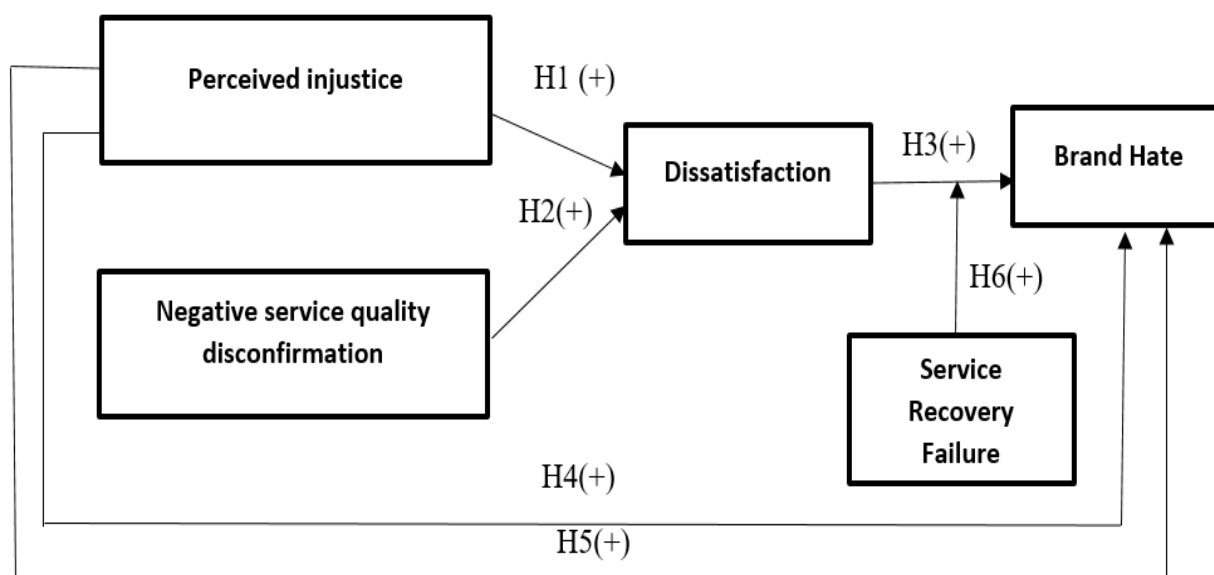 Perceived injustice
H1 (+)
H3(+)
Brand Hate
Dissatisfaction
H2(+)
Negative service quality
disconfirmation
H6(+)
Service
Recovery
Failure
H4(+)
H5(+)